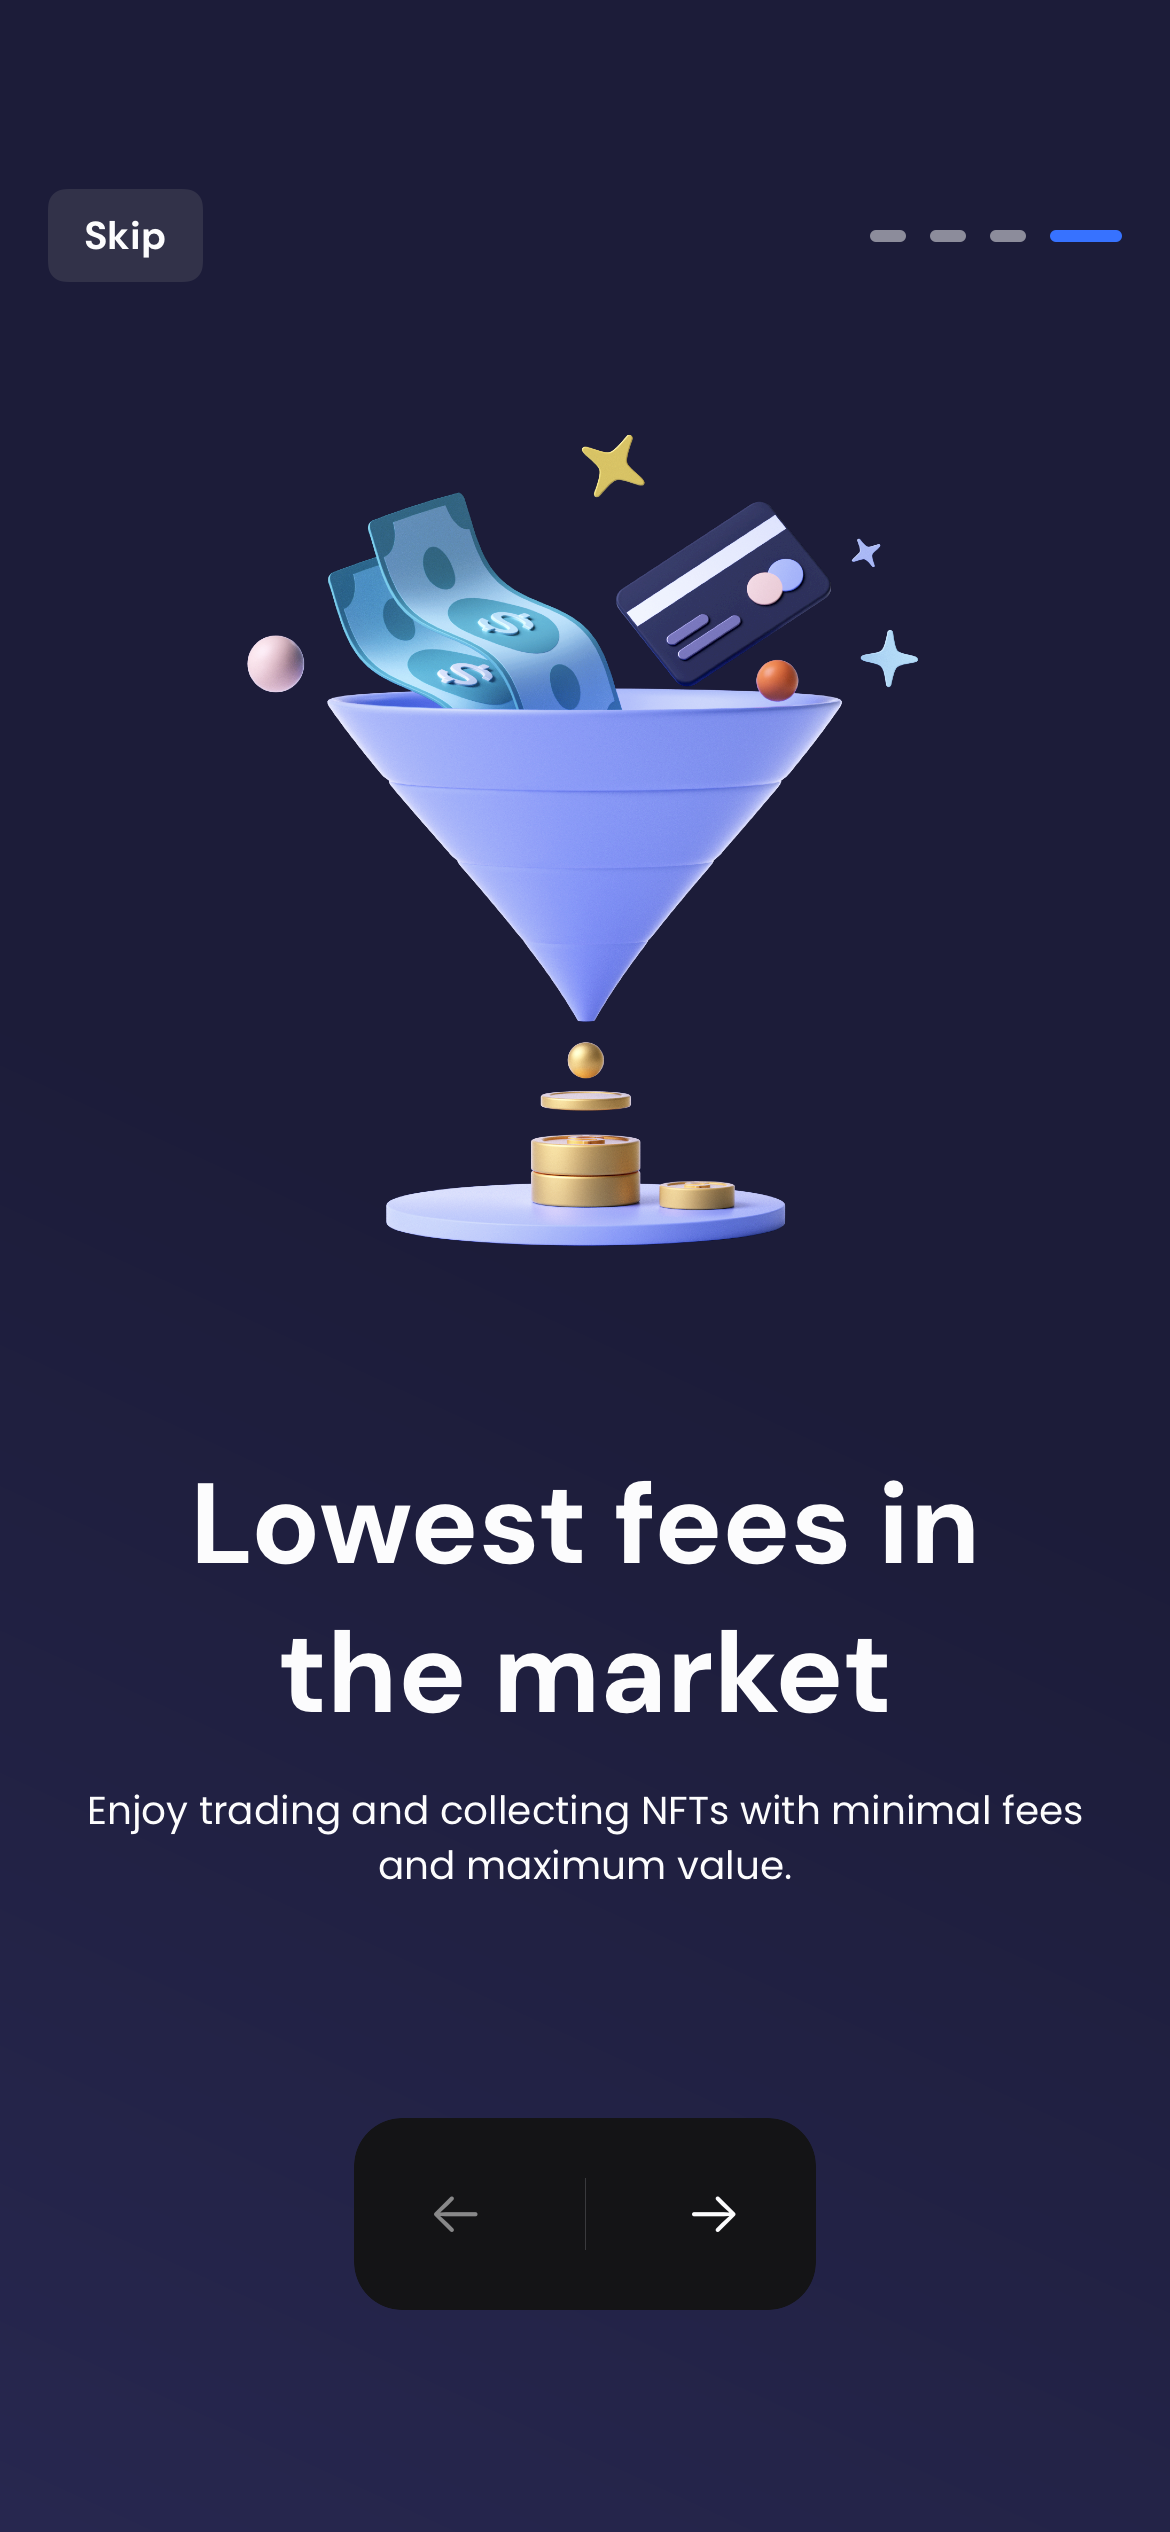 Skip
$
$
Lowest fees in
the market
Enjoy trading and collecting NFTs with minimal fees
and maximum value.